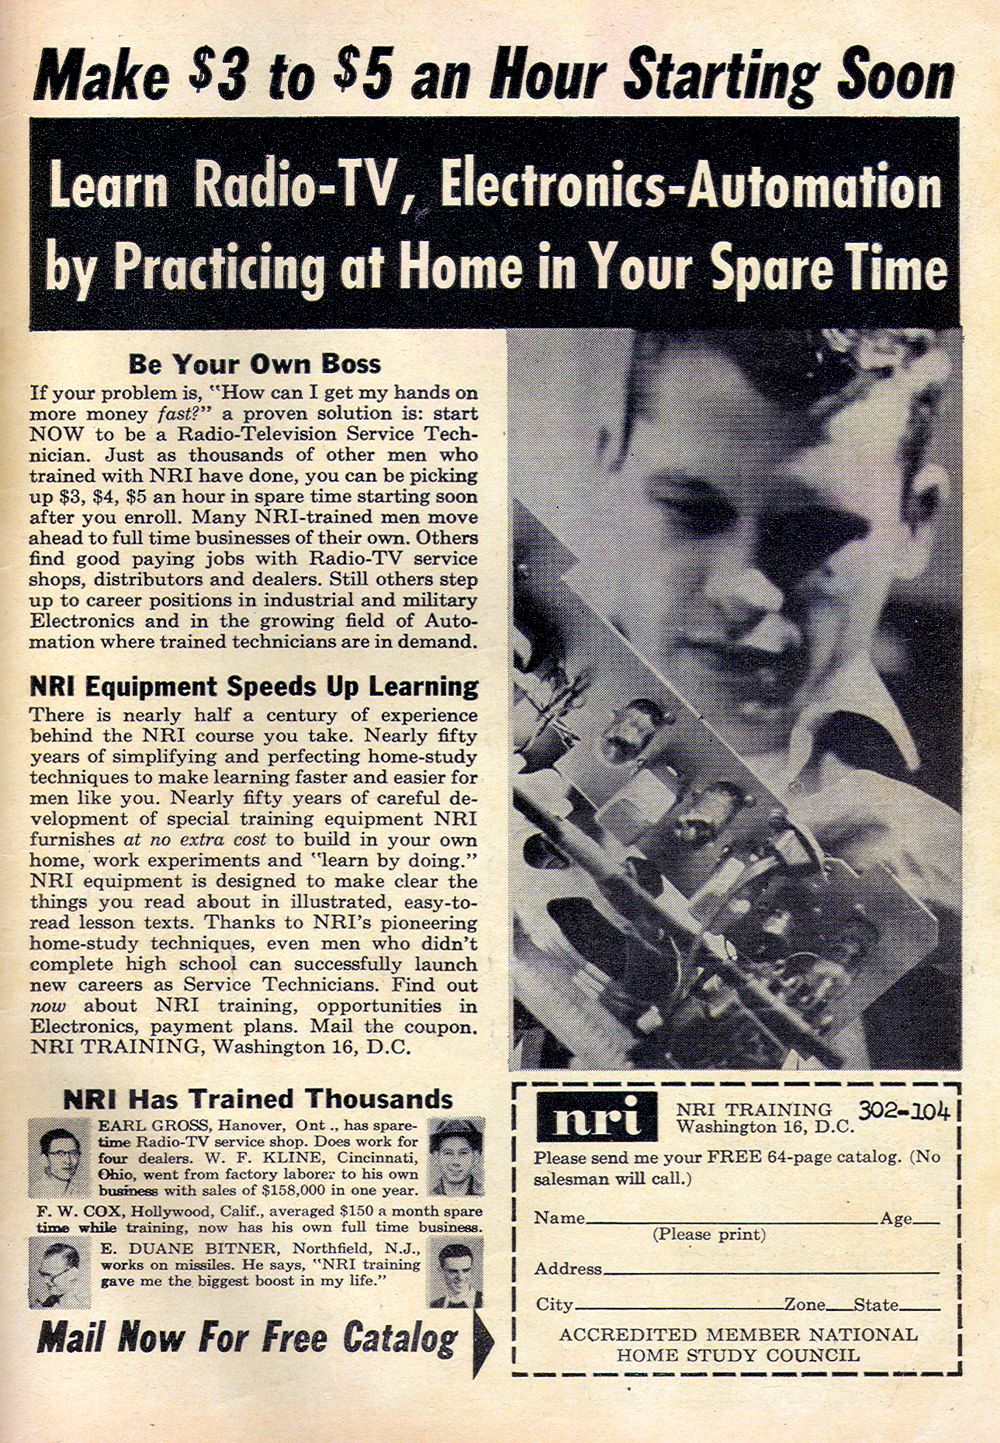 Make $3 to $5 an Hour Starting Soon
Learn Radio-TV, Electronics-Automation
by Practicing at Home in Your Spare Time
Be Your Own Boss
If your problem is, "How can I get my hands on
more money fast?" a proven solution is: start
NOW to be a Radio-Television Service Tech-
nician. Just as thousands of other men who
trained with NRI have done, you can be picking
up $3, $4, $5 an hour in spare time starting soon
after you enroll. Many NRI-trained men move
ahead to full time businesses of their own. Others
find good paying jobs with Radio-TV service
shops, distributors and dealers. Still others step
up to career positions in industrial and military
Electronics and in the growing field of Auto-
mation where trained technicians are in demand.
NRI Equipment Speeds Up Learning
There is nearly half a century of experience
behind the NRI course you take. Nearly fifty
years of simplifying and perfecting home-study
techniques to make learning faster and easier for
men like you. Nearly fifty years of careful de-
velopment of special training equipment NRI
furnishes at no extra cost to build in your own
home, work experiments and "learn by doing."
NRI equipment is designed to make clear the
things you read about in illustrated, easy-to-
read lesson texts. Thanks to NRI's pioneering
home-study techniques, even men who didn't
complete high school can successfully launch
new careers as Service Technicians. Find out
now about NRI training, opportunities in
Electronics, payment plans. Mail the coupon.
NRI TRAINING, Washington 16, D.C.
NRI Has Trained Thousands
EARL GROSS, Hanover, Ont., has spare-
time Radio-TV service shop. Does work for
four dealers. W. F. KLINE, Cincinnati,
Ohio, went from factory laborer to his own
business with sales of $158,000 in one year.
F. W. COX, Hollywood, Calif., averaged $150 a month spare
time while training, now has his own full time business.
E. DUANE BITNER, Northfield, N.J.,
works on missiles. He says, "NRI training
gave me the biggest boost in my life."
Mail Now For Free Catalog
nri
NRI TRAINING 302-104
Washington 16, D.C.
Please send me your FREE 64-page catalog. (No
salesman will call.)
Name Age
(Please print)
Address
City Zone State
ACCREDITED MEMBER NATIONAL
HOME STUDY COUNCIL